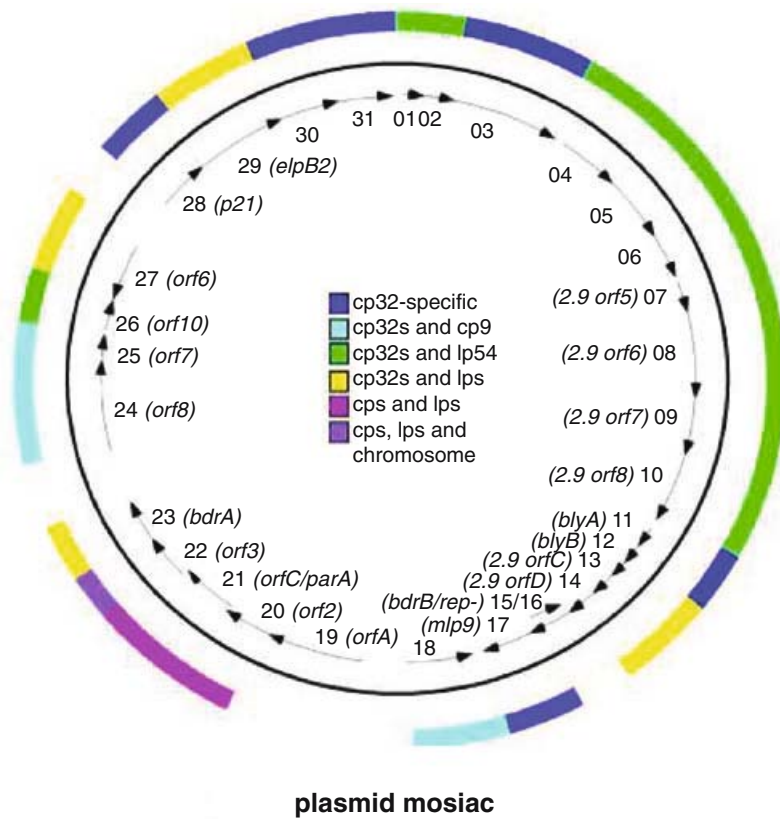 01
02
03
04
05
06
(2.9 orf5) 07
(2.9 orf6) 08
(2.9 orf7) 09
(2.9 orf8) 10
(blyA) 11
(blyB) 12
(2.9 orfC) 13
(2.9 orfD) 14
(bdrB/rep-) 15/16
(mlp9) 17
18
19 (orfA)
20 (orf2)
21 (orfC/parA)
22 (orf3)
23 (bdrA)
24 (orf8)
25 (orf7)
26 (orf10)
27 (orf6)
28 (p21)
29 (elpB2)
30
31
cp32-specific
cp32s and cp9
cp32s and lp54
cp32s and lps
cps and lps
cps, lps and
chromosome
plasmid mosiac